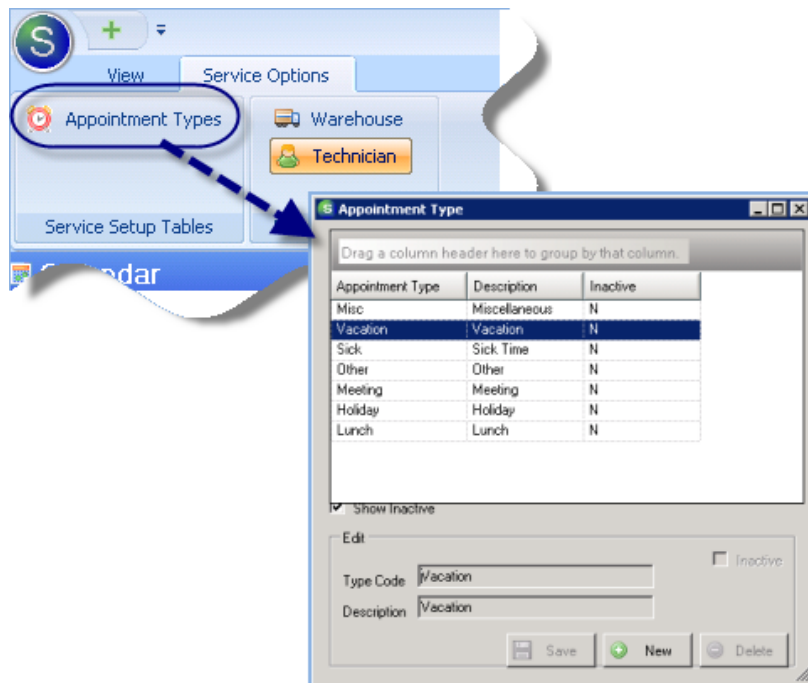 S
View Service Options
Appointment Types
Warehouse
Technician
Service Setup Tables
S Appointment Type
Drag a column header here to group by that column.
Appointment Type Description Inactive
Misc Miscellaneous N
Vacation Vacation N
Sick Sick Time N
Other Other N
Meeting Meeting N
Holiday Holiday N
Lunch Lunch N
Show Inactive
Edit
Inactive
Type Code Vacation
Description Vacation
Save New Delete